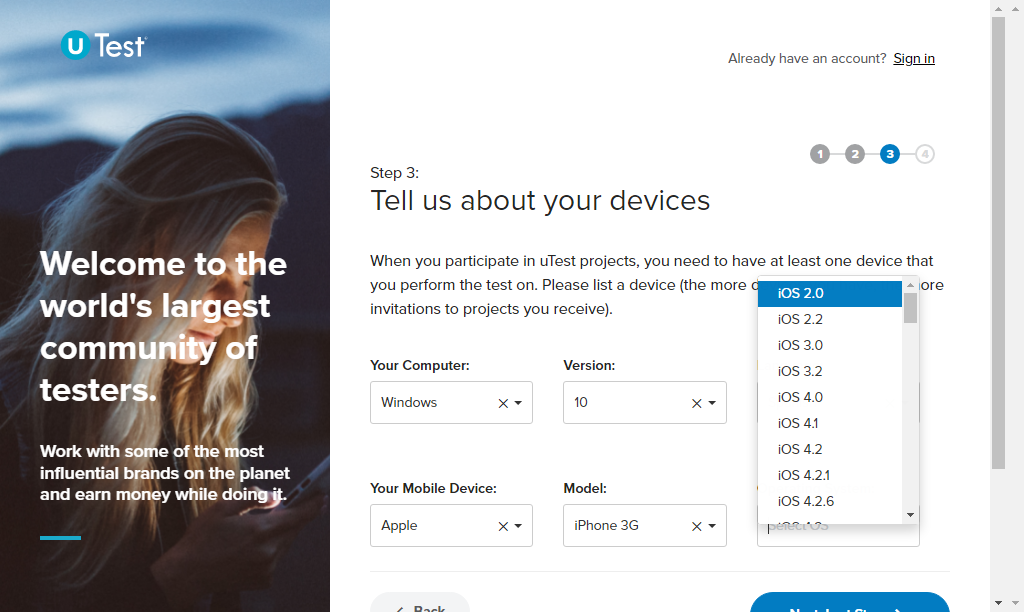 U Test
Already have an account? Sign in
1 2 3 4
Step 3:
Tell us about your devices
Welcome to the
world's largest
community of
testers.
Work with some of the most
influential brands on the planet
and earn money while doing it.
When you participate in uTest projects, you need to have at least one device that
you perform the test on. Please list a device (the more
invitations to projects you receive).
iOS 2.0
iOS 2.2
iOS 3.0
iOS 3.2
iOS 4.0
iOS 4.1
iOS 4.2
iOS 4.2.1
iOS 4.2.6
Your Computer:
Windows
Version:
10
Your Mobile Device:
Apple
Model:
iPhone 3G
Select OS
Back